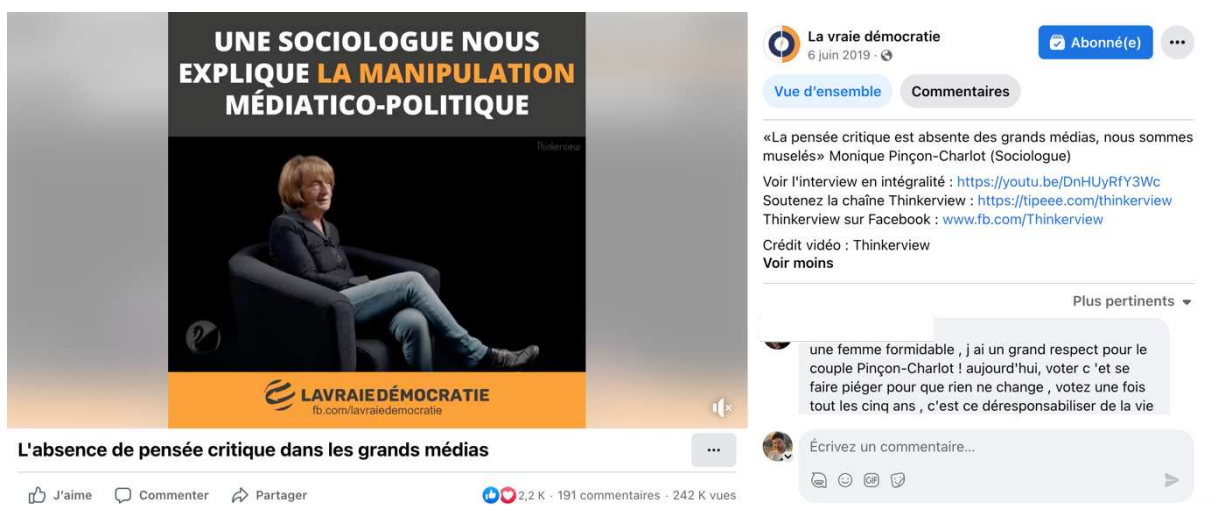 UNE SOCIOLOGUE NOUS
EXPLIQUE LA MANIPULATION
MÉDIATICO-POLITIQUE
Thinkerview
LAVRAIEDÉMOCRATIE
fb.com/lavraiedemocratie
L'absence de pensée critique dans les grands médias
...
J'aime
Commenter
Partager
2,2 K · 191 commentaires · 242 K vues
La vraie démocratie
6 juin 2019 ·
Abonné(e)
...
Vue d'ensemble
Commentaires
«La pensée critique est absente des grands médias, nous sommes
muselés» Monique Pinçon-Charlot (Sociologue)
Voir l'interview en intégralité : https://youtu.be/DnHUyRfY3Wc
Soutenez la chaîne Thinkerview : https://tipeee.com/thinkerview
Thinkerview sur Facebook : www.fb.com/Thinkerview
Crédit vidéo : Thinkerview
Voir moins
Plus pertinents
une femme formidable , j ai un grand respect pour le
couple Pinçon-Charlot ! aujourd'hui, voter c 'et se
faire piéger pour que rien ne change , votez une fois
tout les cinq ans , c'est ce déresponsabiliser de la vie
Écrivez un commentaire...
GIF